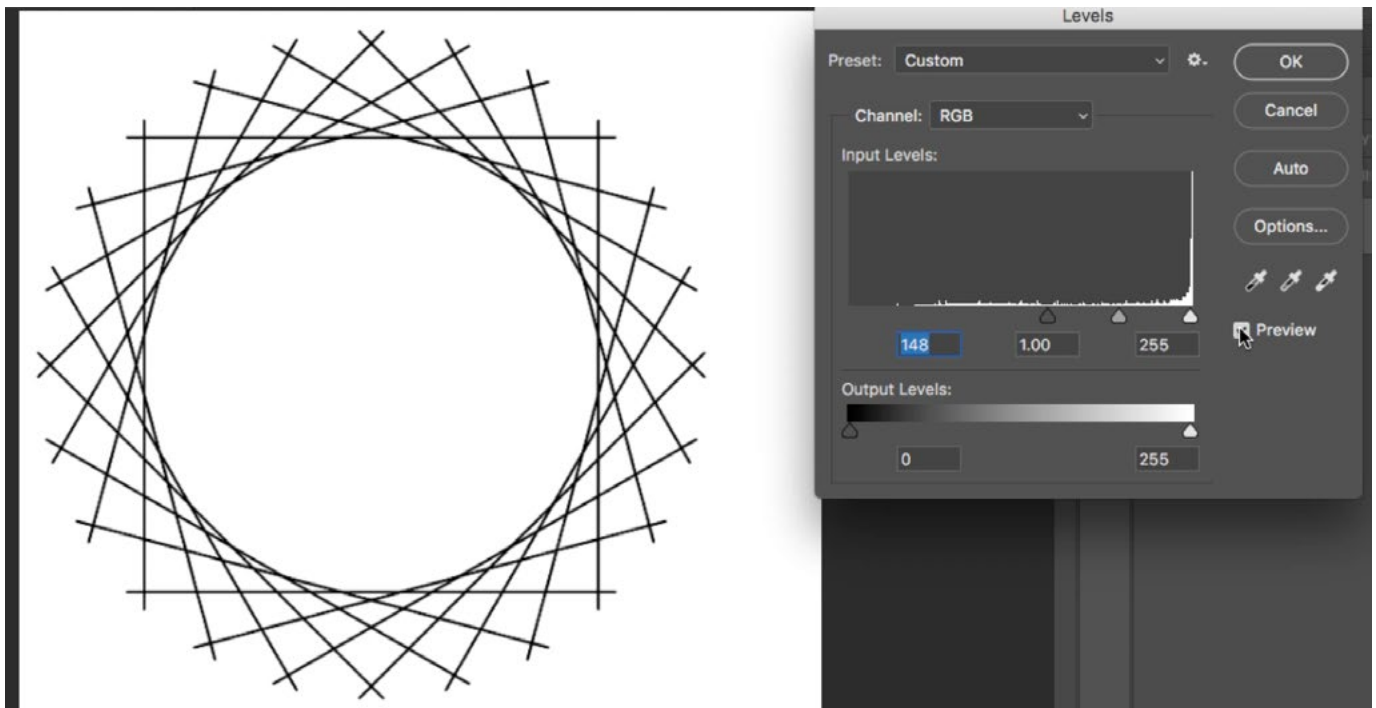 Levels
Preset: Custom
OK
Channel: RGB
Cancel
Input Levels:
Auto
Options...
148 1.00 255
Preview
Output Levels:
0 255